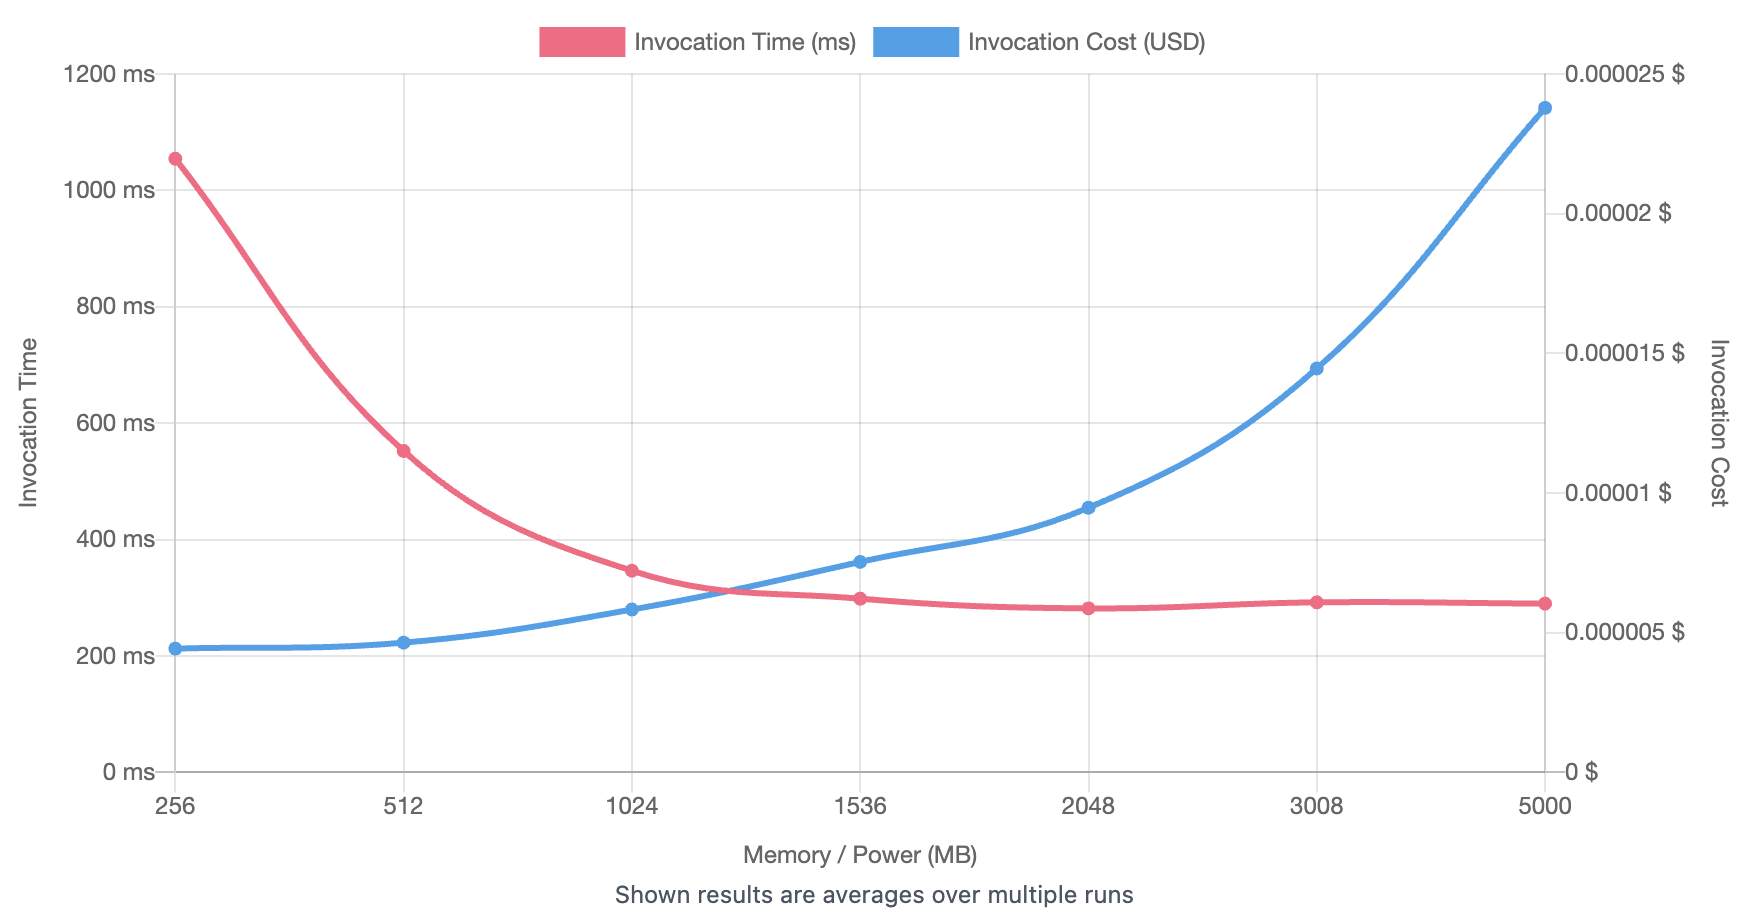 Invocation Time (ms) Invocation Cost (USD)
1200 ms
1000 ms
800 ms
600 ms
400 ms
200 ms
0 ms
Invocation Time
0.000025 $
0.00002 $
0.000015 $
0.00001 $
0.000005 $
0 $
Invocation Cost
256 512 1024 1536 2048 3008 5000
Memory / Power (MB)
Shown results are averages over multiple runs